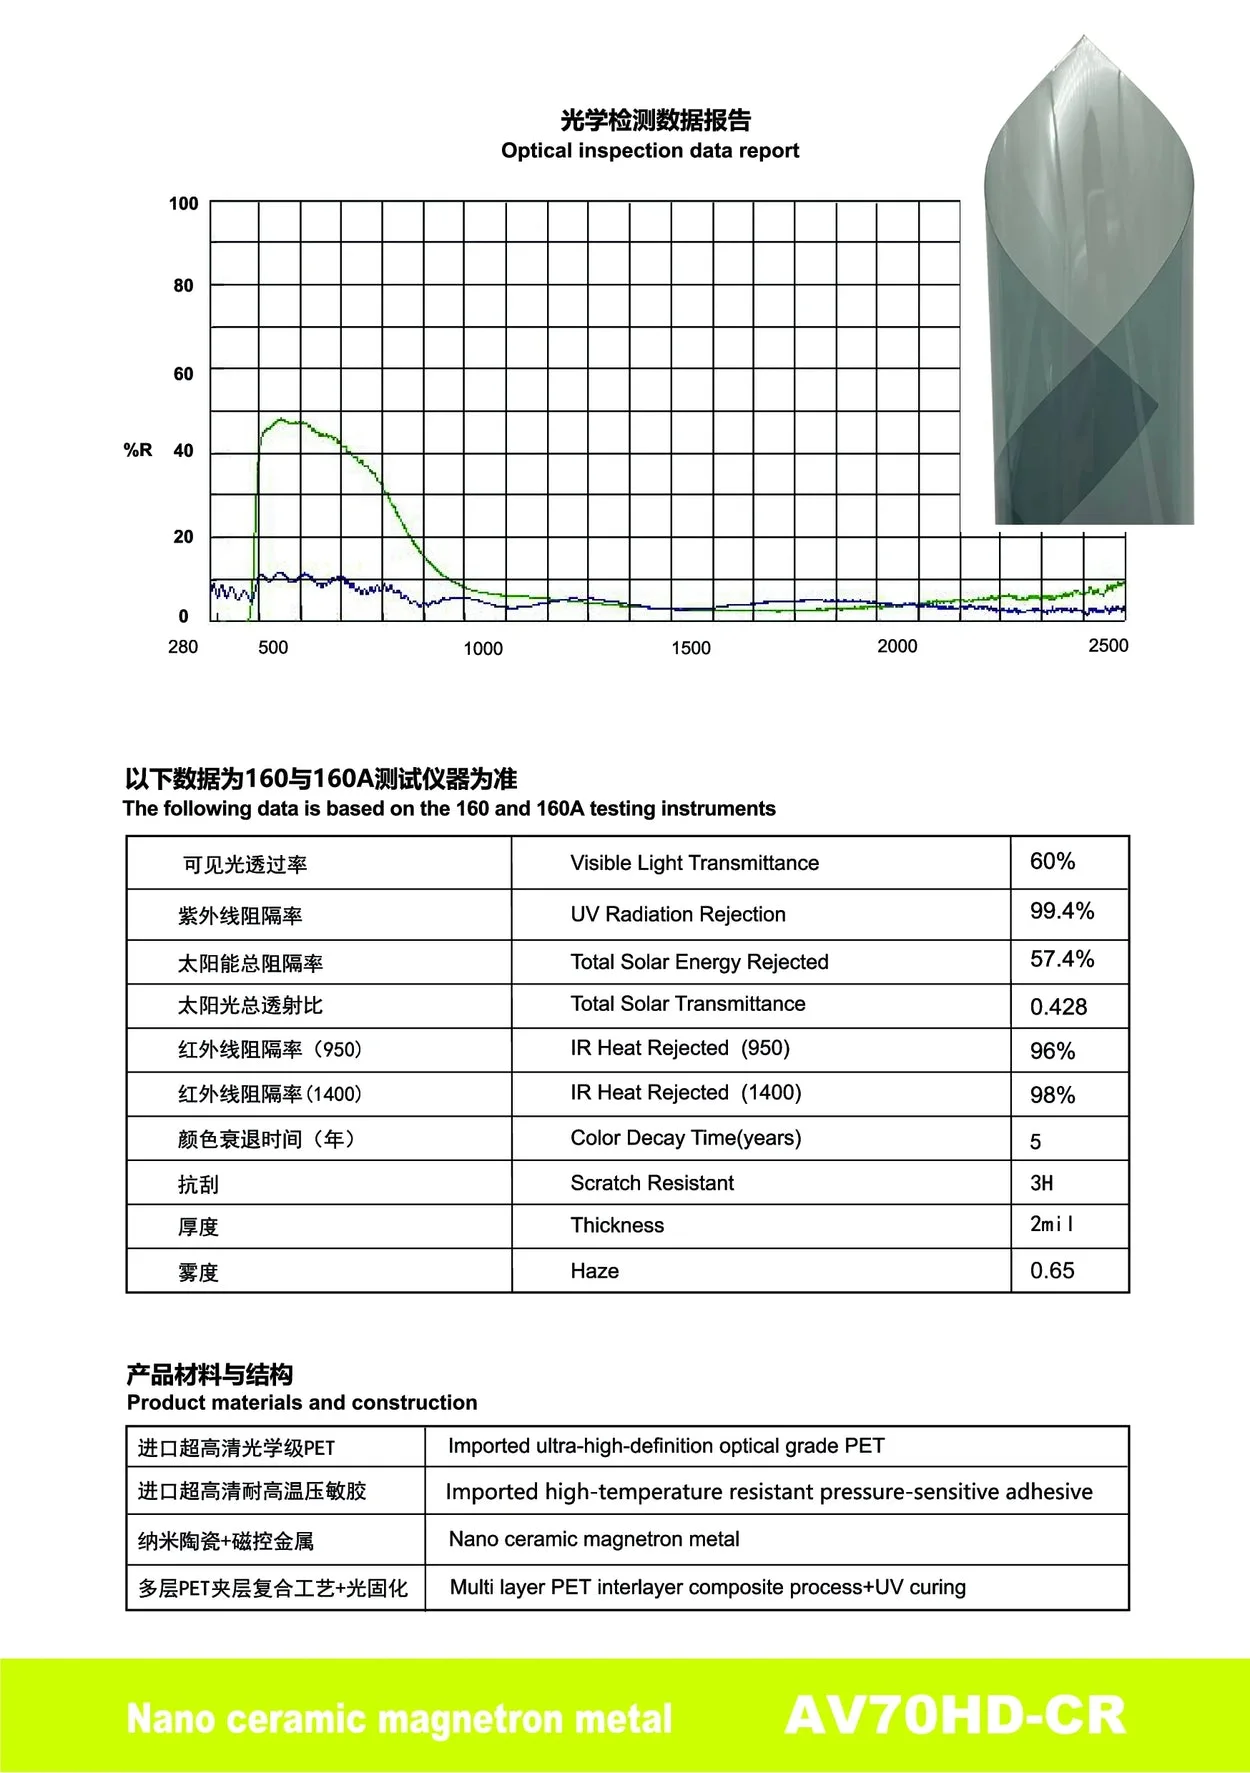 光学检测数据报告
Optical inspection data report
100
80
60
%R 40
20
0
280 500 1000 1500 2000 2500
以下数据为160与160A测试仪器为准
The following data is based on the 160 and 160A testing instruments
可见光透过率 Visible Light Transmittance 60%
紫外线阻隔率 UV Radiation Rejection 99.4%
太阳能总阻隔率 Total Solar Energy Rejected 57.4%
太阳光总透射比 Total Solar Transmittance 0.428
红外线阻隔率（950) IR Heat Rejected (950) 96%
红外线阻隔率(1400) IR Heat Rejected (1400) 98%
颜色衰退时间（年） Color Decay Time(years) 5
抗刮 Scratch Resistant 3H
厚度 Thickness 2mil
雾度 Haze 0.65
产品材料与结构
Product materials and construction
进口超高清光学级PET Imported ultra-high-definition optical grade PET
进口超高清耐高温压敏胶 Imported high-temperature resistant pressure-sensitive adhesive
纳米陶瓷+磁控金属 Nano ceramic magnetron metal
多层PET夹层复合工艺+光固化 Multi layer PET interlayer composite process+UV curing
Nano ceramic magnetron metal AV70HD-CR